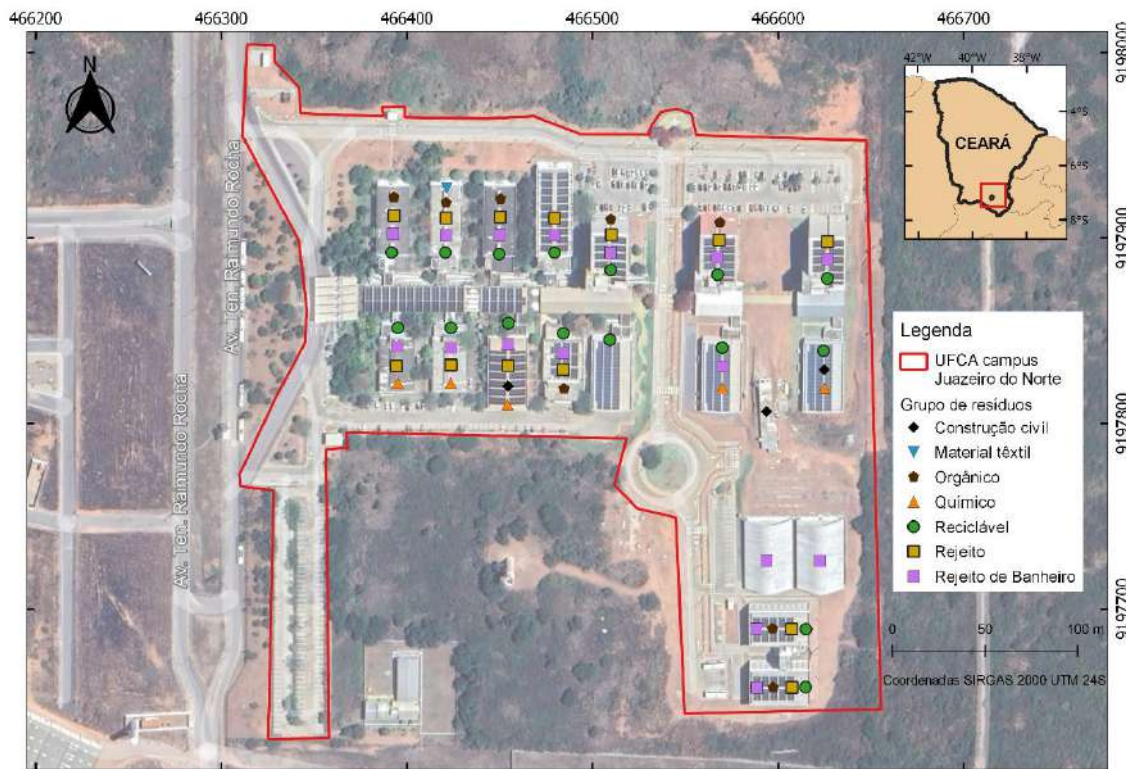 466200 466300 466400 466500 466600 466700
N
42°W 40°W 38°W
4°S
CEARÁ
6°S
8°S
9198000
9197900
9197800
9197700
Av. Ten. Raimundo Rocha
Av. Ten. Raimundo Rocha
Legenda
UFCA campus
Juazeiro do Norte
Grupo de resíduos
Construção civil
Material têxtil
Orgânico
Químico
Reciclável
Rejeito
Rejeito de Banheiro
0 50 100 m
Coordenadas SIRGAS 2000 UTM 24S